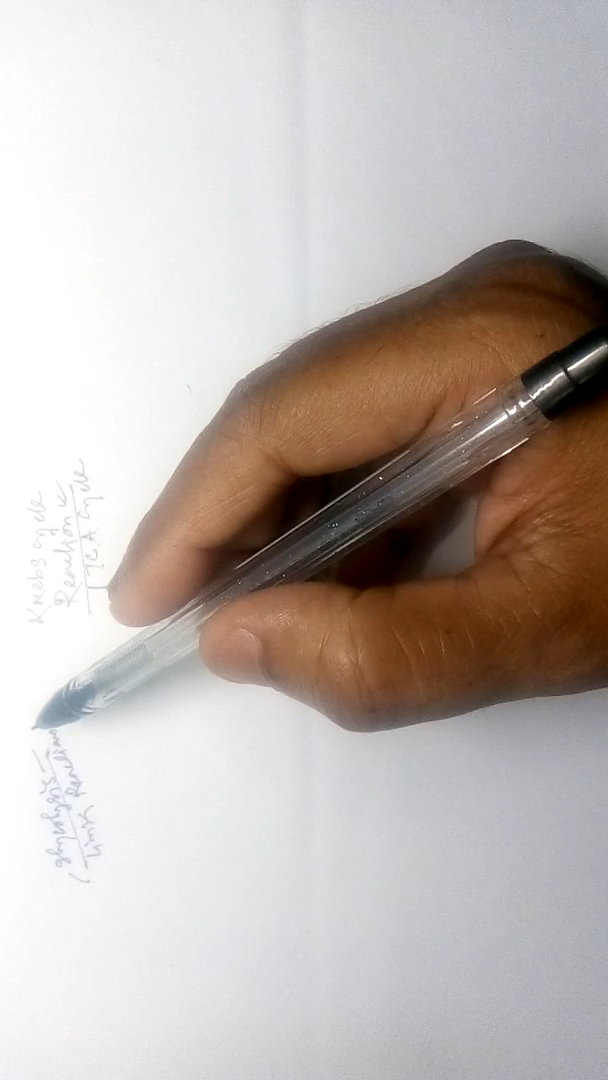 Krebs cycle
Reaction
TCA cycle
Glycolysis
Link Reaction